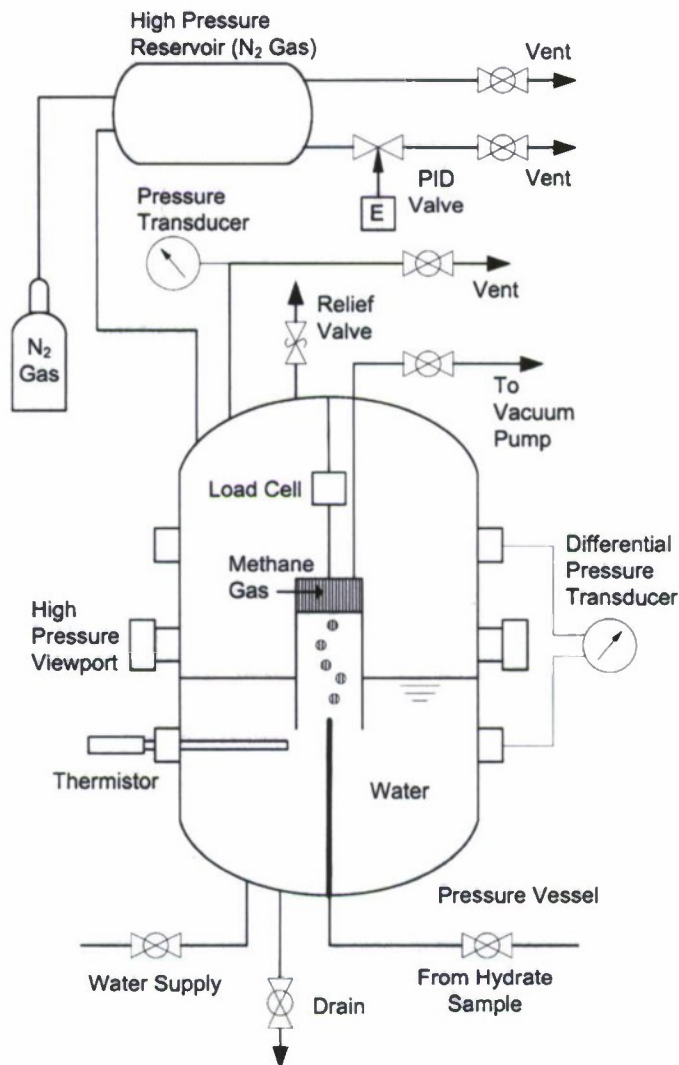 High Pressure
Reservoir (N2 Gas)
Vent
Vent
PID
Valve
E
Pressure
Transducer
Vent
N2
Gas
Relief
Valve
To
Vacuum
Pump
Load Cell
Methane
Gas
Differential
Pressure
Transducer
High
Pressure
Viewport
Thermistor
Water
Pressure Vessel
Water Supply
From Hydrate
Sample
Drain